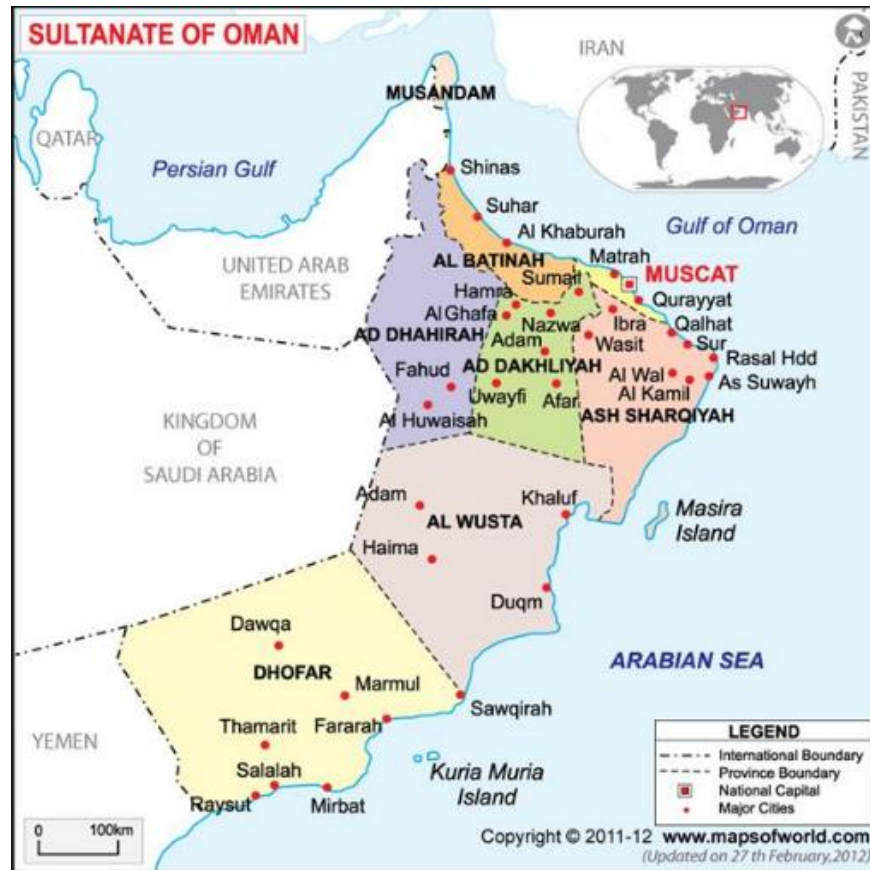 SULTANATE OF OMAN
IRAN
PAKISTAN
MUSANDAM
QATAR
Persian Gulf
Shinas
Suhar
Gulf of Oman
Al Khaburah
UNITED ARAB
EMIRATES
AL BATINAH
Matrah
MUSCAT
Sumail
Hamra
Qurayyat
Al Ghafa
Nazwa
Ibra
Qalhat
AD DHAHIRAH
Adam
Wasit
Sur
Rasal Hdd
AD DAKHLIYAH
Fahud
Al Wal
As Suwayh
Uwayfi
Afar
Al Kamil
Al Huwaisah
ASH SHARQIYAH
KINGDOM
OF
SAUDI ARABIA
Adam
Khaluf
AL WUSTA
Masira
Island
Haima
Duqm
Dawqa
ARABIAN SEA
DHOFAR
Marmul
Sawqirah
Thamarit
Fararah
YEMEN
Salalah
Raysut
Mirbat
Kuria Muria
Island
LEGEND
International Boundary
Province Boundary
National Capital
Major Cities
0 100km
Copyright © 2011-12 www.mapsofworld.com
(Updated on 27 th February,2012)